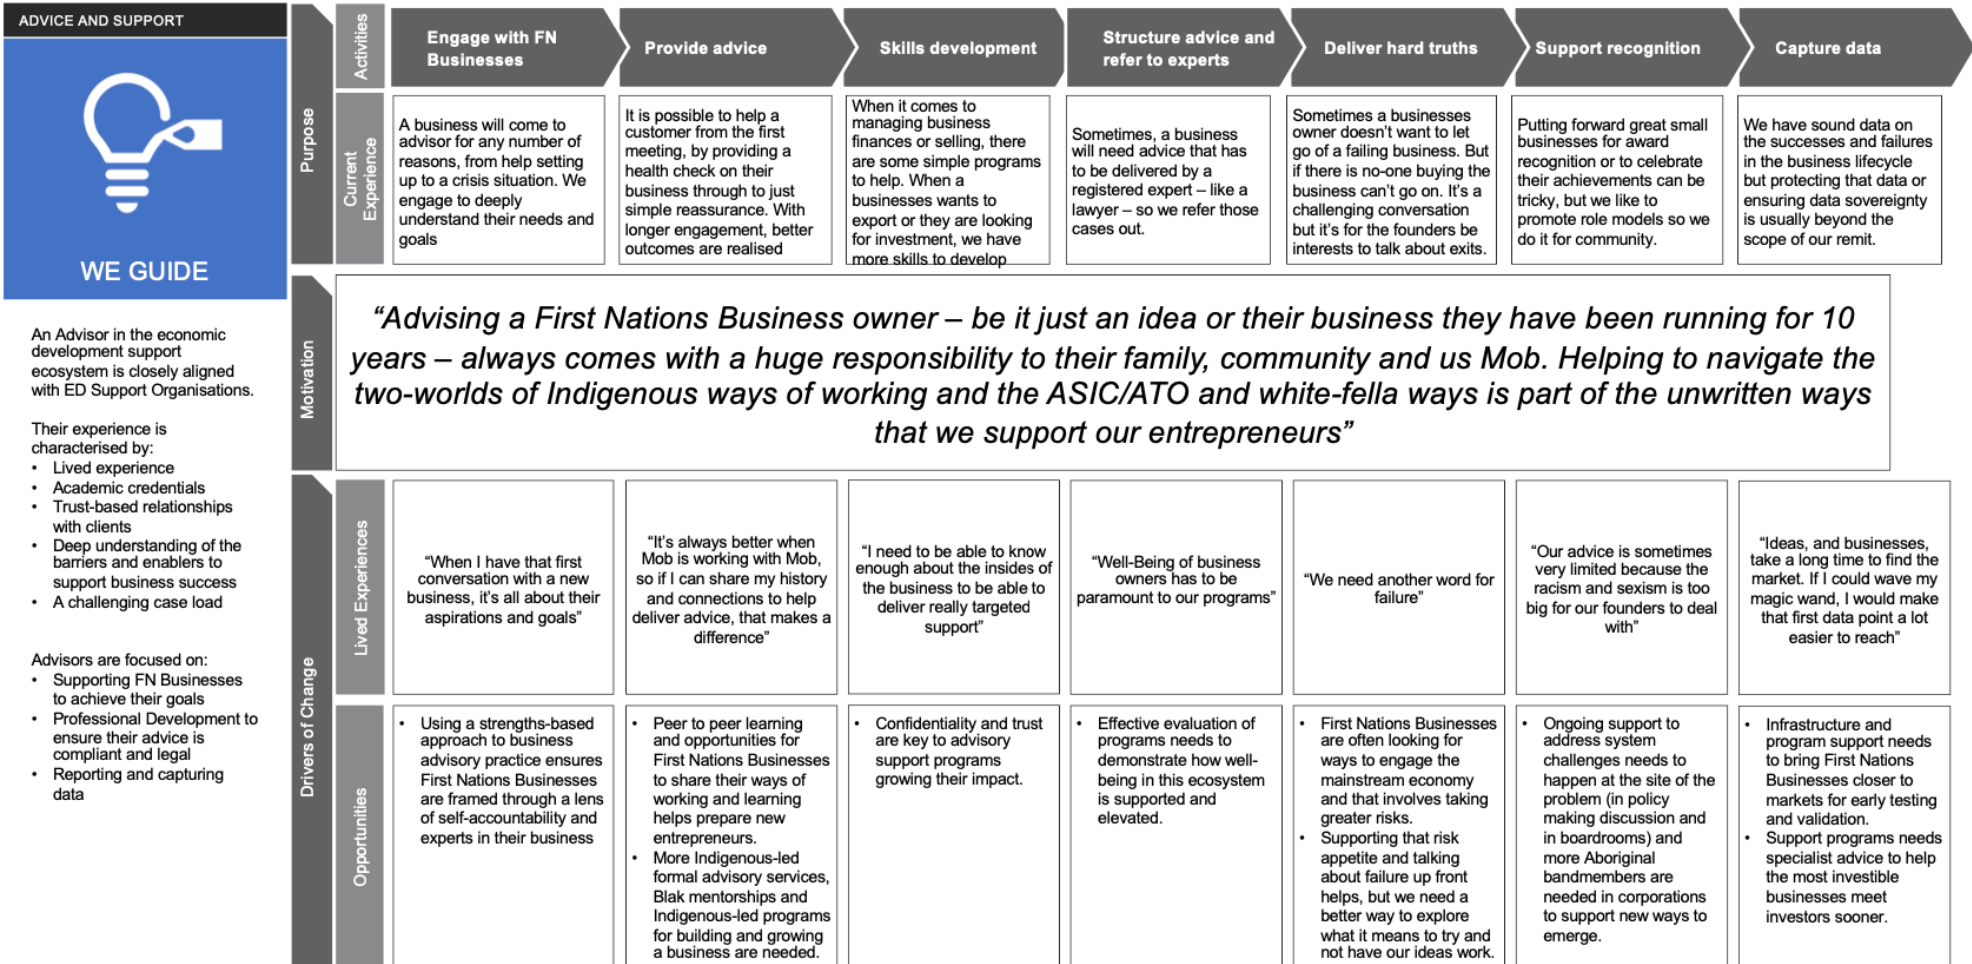 ADVICE AND SUPPORT
WE GUIDE
An Advisor in the economic
development support
ecosystem is closely aligned
with ED Support Organisations.
Their experience is
characterised by:
• Lived experience
• Academic credentials
• Trust-based relationships
with clients
• Deep understanding of the
barriers and enablers to
support business success
• A challenging case load
Advisors are focused on:
• Supporting FN Businesses
to achieve their goals
• Professional Development to
ensure their advice is
compliant and legal
• Reporting and capturing
data
Purpose
Activities
Engage with FN
Businesses
Provide advice
Skills development
Structure advice and
refer to experts
Deliver hard truths
Support recognition
Capture data
Current
Experience
A business will come to
advisor for any number of
reasons, from help setting
up to a crisis situation. We
engage to deeply
understand their needs and
goals
It is possible to help a
customer from the first
meeting, by providing a
health check on their
business through to just
simple reassurance. With
longer engagement, better
outcomes are realised
When it comes to
managing business
finances or selling, there
are some simple programs
to help. When a
businesses wants to
export or they are looking
for investment, we have
more skills to develop
Sometimes, a business
will need advice that has
to be delivered by a
registered expert – like a
lawyer – so we refer those
cases out.
Sometimes a businesses
owner doesn't want to let
go of a failing business. But
if there is no-one buying the
business can't go on. It's a
challenging conversation
but it's for the founders be
interests to talk about exits.
Putting forward great small
businesses for award
recognition or to celebrate
their achievements can be
tricky, but we like to
promote role models so we
do it for community.
We have sound data on
the successes and failures
in the business lifecycle
but protecting that data or
ensuring data sovereignty
is usually beyond the
scope of our remit.
Motivation
“Advising a First Nations Business owner – be it just an idea or their business they have been running for 10
years – always comes with a huge responsibility to their family, community and us Mob. Helping to navigate the
two-worlds of Indigenous ways of working and the ASIC/ATO and white-fella ways is part of the unwritten ways
that we support our entrepreneurs”
Drivers of Change
Lived Experiences
“When I have that first
conversation with a new
business, it's all about their
aspirations and goals”
“It's always better when
Mob is working with Mob,
so if I can share my history
and connections to help
deliver advice, that makes a
difference”
“I need to be able to know
enough about the insides of
the business to be able to
deliver really targeted
support”
“Well-Being of business
owners has to be
paramount to our programs”
“We need another word for
failure”
“Our advice is sometimes
very limited because the
racism and sexism is too
big for our founders to deal
with”
“Ideas, and businesses,
take a long time to find the
market. If I could wave my
magic wand, I would make
that first data point a lot
easier to reach”
Opportunities
• Using a strengths-based
approach to business
advisory practice ensures
First Nations Businesses
are framed through a lens
of self-accountability and
experts in their business
• Peer to peer learning
and opportunities for
First Nations Businesses
to share their ways of
working and learning
helps prepare new
entrepreneurs.
• More Indigenous-led
formal advisory services,
Blak mentorships and
Indigenous-led programs
for building and growing
a business are needed.
• Confidentiality and trust
are key to advisory
support programs
growing their impact.
• Effective evaluation of
programs needs to
demonstrate how well-
being in this ecosystem
is supported and
elevated.
• First Nations Businesses
are often looking for
ways to engage the
mainstream economy
and that involves taking
greater risks.
• Supporting that risk
appetite and talking
about failure up front
helps, but we need a
better way to explore
what it means to try and
not have our ideas work.
• Ongoing support to
address system
challenges needs to
happen at the site of the
problem (in policy
making discussion and
in boardrooms) and
more Aboriginal
bandmembers are
needed in corporations
to support new ways to
emerge.
• Infrastructure and
program support needs
to bring First Nations
Businesses closer to
markets for early testing
and validation.
• Support programs needs
specialist advice to help
the most investible
businesses meet
investors sooner.